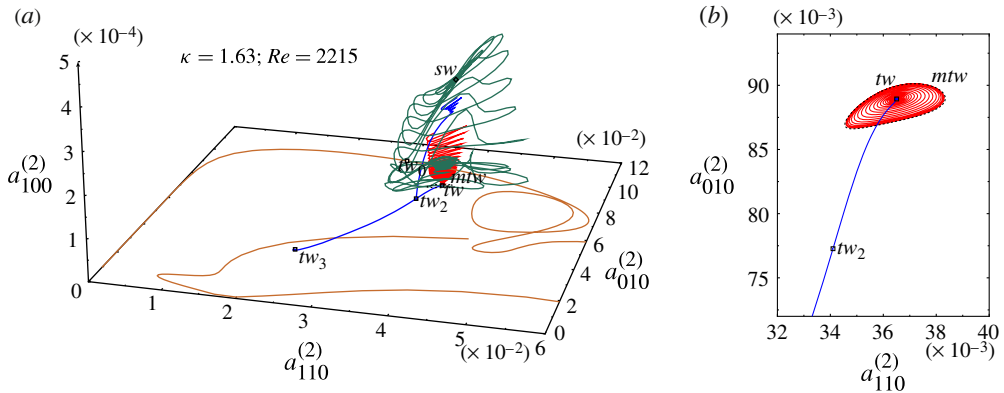 (a)
(× 10⁻⁴)
κ = 1.63; Re = 2215
5
4
3
2
1
0
a₁₀₀⁽²⁾
sw
mtw
tw
tw₂
tw₃
(× 10⁻²)
12
10
8
6
4
2
0
a₀₁₀⁽²⁾
1
2
3
4
5
6
(× 10⁻²)
a₁₁₀⁽²⁾
(b)
(× 10⁻³)
90
85
80
75
a₀₁₀⁽²⁾
tw
mtw
tw₂
32
34
36
38
40
(× 10⁻³)
a₁₁₀⁽²⁾